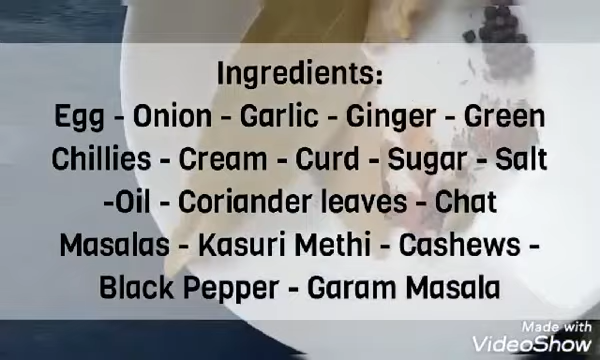 Ingredients:
Egg - Onion - Garlic - Ginger - Green
Chillies - Cream - Curd - Sugar - Salt
-Oil - Coriander leaves - Chat
Masalas - Kasuri Methi - Cashews -
Black Pepper - Garam Masala
Made with
VideoShow